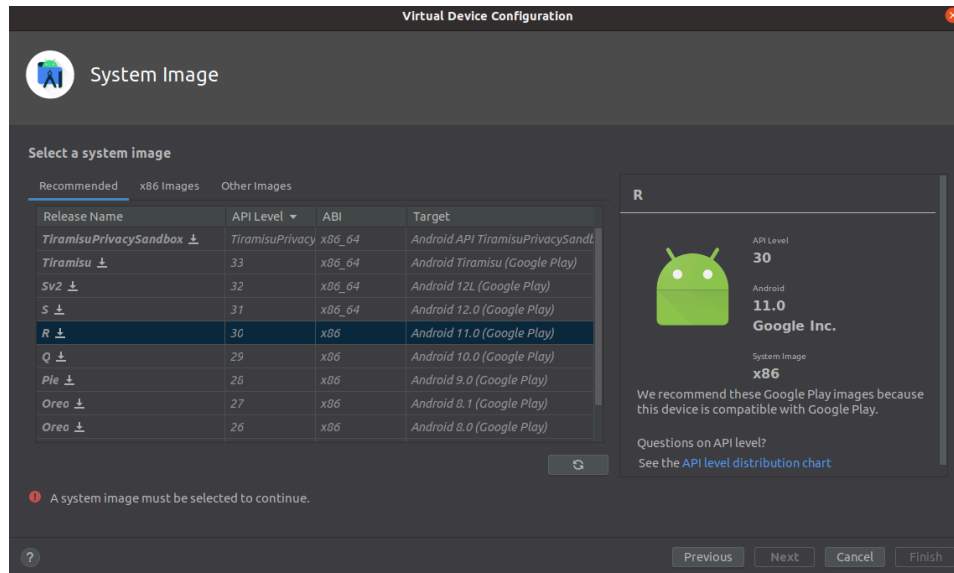 Virtual Device Configuration
System Image
Select a system image
Recommended x86 Images Other Images
Release Name API Level ABI Target
TiramisuPrivacySandbox TiramisuPrivacy x86_64 Android API TiramisuPrivacySandb
Tiramisu 33 x86_64 Android Tiramisu (Google Play)
Sv2 32 x86_64 Android 12L (Google Play)
S 31 x86_64 Android 12.0 (Google Play)
R 30 x86 Android 11.0 (Google Play)
Q 29 x86 Android 10.0 (Google Play)
Pie 28 x86 Android 9.0 (Google Play)
Oreo 27 x86 Android 8.1 (Google Play)
Oreo 26 x86 Android 8.0 (Google Play)
R
API Level
30
Android
11.0
Google Inc.
System Image
x86
We recommend these Google Play images because
this device is compatible with Google Play.
Questions on API level?
See the API level distribution chart
A system image must be selected to continue.
? Previous Next Cancel Finish